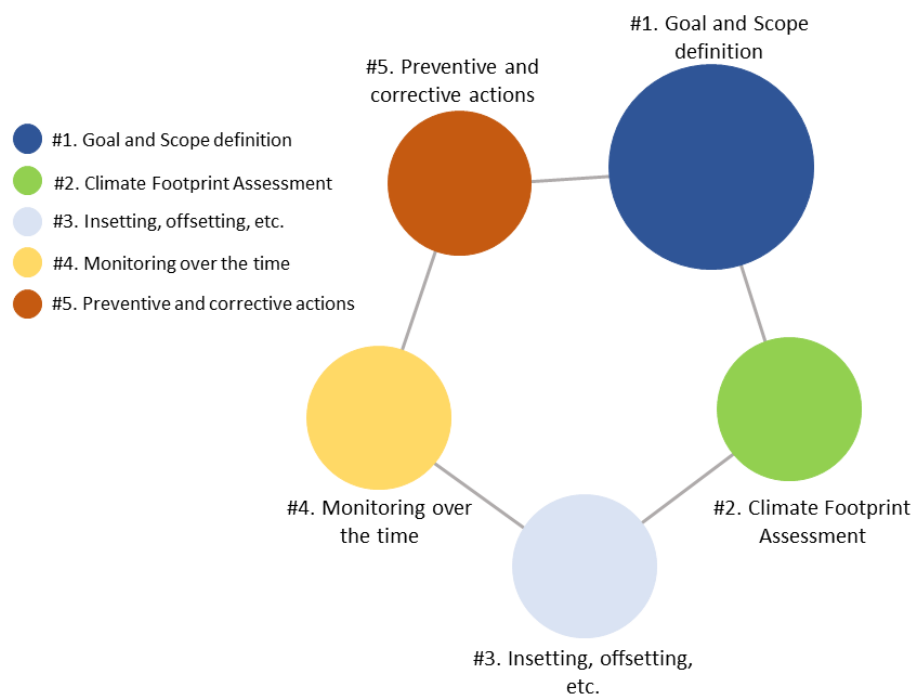 #1. Goal and Scope
definition
#5. Preventive and
corrective actions
#1. Goal and Scope definition
#2. Climate Footprint Assessment
#3. Insetting, offsetting, etc.
#4. Monitoring over the time
#5. Preventive and corrective actions
#4. Monitoring over
the time
#2. Climate Footprint
Assessment
#3. Insetting, offsetting,
etc.